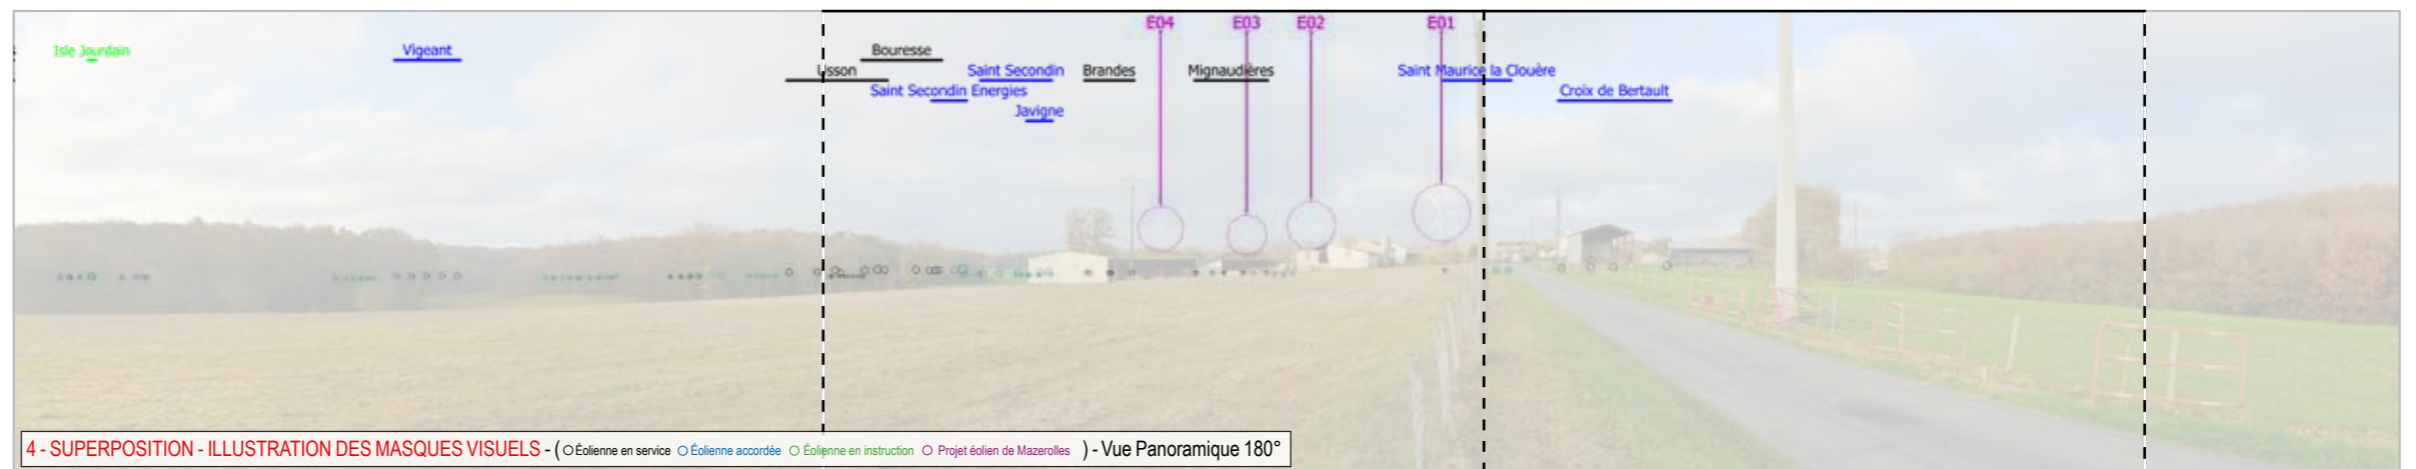 E04 E03 E02 E01
Isle Jourdain Vigeant Bouresse
Usson Saint Secondin Brandes Mignaudières Saint Maurice la Clouère
Saint Secondin Energies Croix de Bertault
Javigne
4 - SUPERPOSITION - ILLUSTRATION DES MASQUES VISUELS - ( Éolienne en service Éolienne accordée Éolienne en instruction Projet éolien de Mazerolles ) - Vue Panoramique 180°